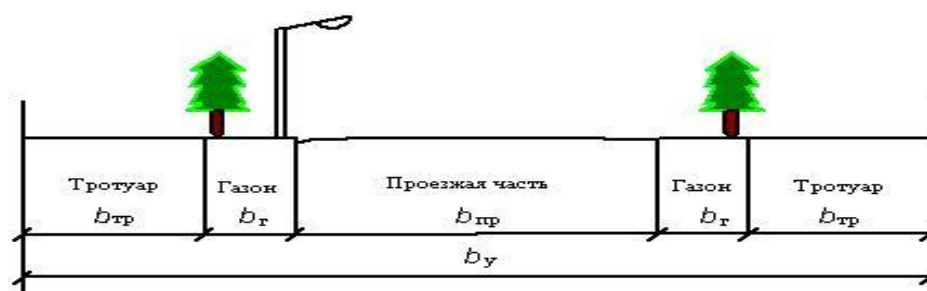 Тротуар Газон Проезжая часть Газон Тротуар
bтр bг bпр bг bтр
bу